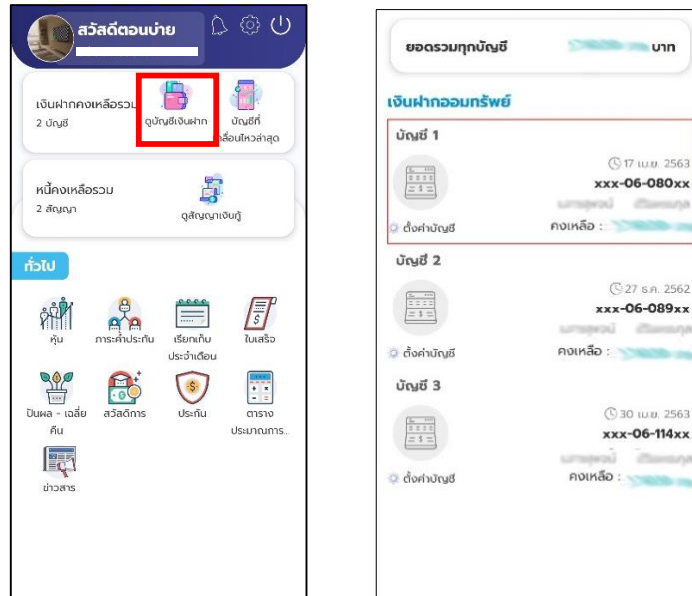 สวัสดีตอนบ่าย
เงินฝากคงเหลือรวม
2 บัญชี
ดูบัญชีเงินฝาก
บัญชีที่
เคลื่อนไหวล่าสุด
หนี้คงเหลือรวม
2 สัญญา
ดูสัญญาเงินกู้
ทั่วไป
หุ้น
ภาระค้ำประกัน
เรียกเก็บ
ประจำเดือน
ใบเสร็จ
ปันผล - เฉลี่ย
คืน
สวัสดิการ
ประกัน
ตาราง
ประมาณการ...
ข่าวสาร
ยอดรวมทุกบัญชี
บาท
เงินฝากออมทรัพย์
บัญชี 1
17 เม.ย. 2563
xxx-06-080xx
ตั้งค่าบัญชี
คงเหลือ :
บัญชี 2
27 ธ.ค. 2562
xxx-06-089xx
ตั้งค่าบัญชี
คงเหลือ :
บัญชี 3
30 เม.ย. 2563
xxx-06-114xx
ตั้งค่าบัญชี
คงเหลือ :